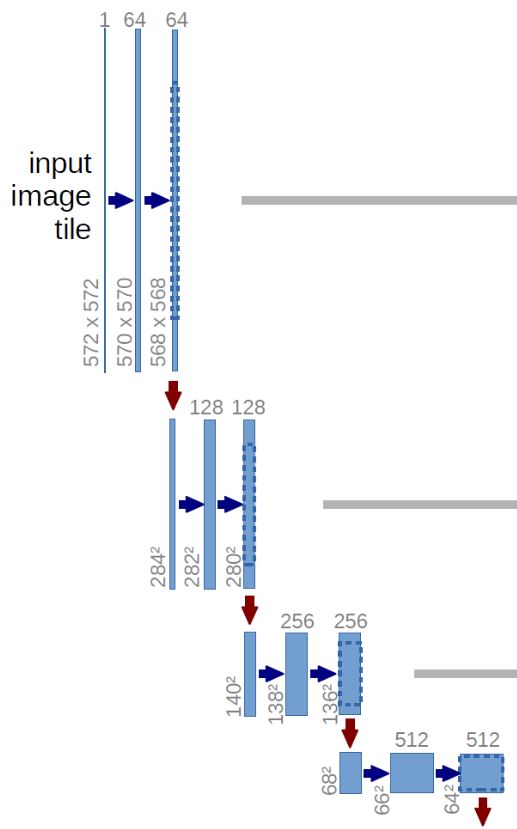 1 64 64
input
image
tile
572 x 572
570 x 570
568 x 568
128 128
284²
282²
280²
256 256
140²
138²
136²
512 512
68²
66²
64²